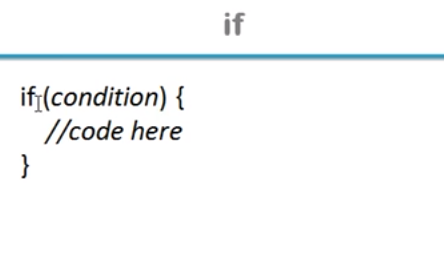 if
if (condition) {
//code here
}